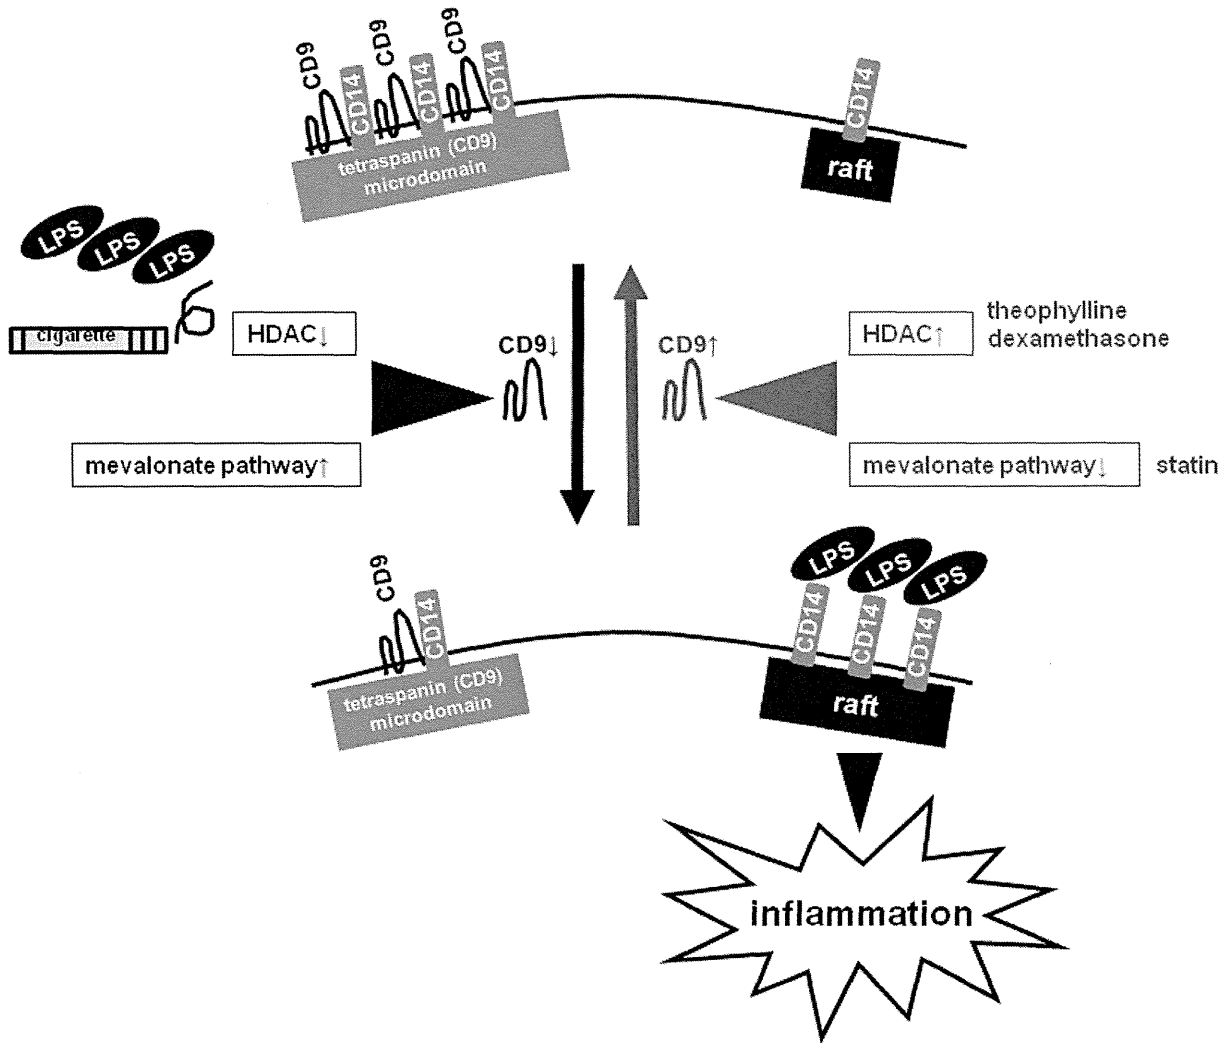 CD9
CD9
CD9
CD14
CD14
CD14
CD14
tetraspanin (CD9)
microdomain
raft
LPS
LPS
LPS
cigarette
HDAC↓
mevalonate pathway↑
CD9↓
CD9↑
HDAC↑
theophylline
dexamethasone
mevalonate pathway↓
statin
CD9
CD14
tetraspanin (CD9)
microdomain
LPS
LPS
LPS
CD14
CD14
CD14
raft
inflammation